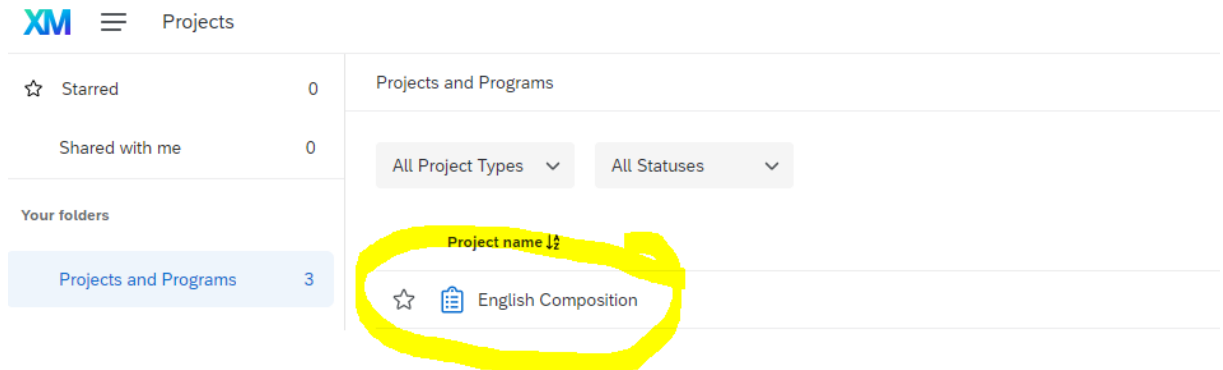 XM Projects
Starred 0
Shared with me 0
Your folders
Projects and Programs 3
Projects and Programs
All Project Types All Statuses
Project name
English Composition